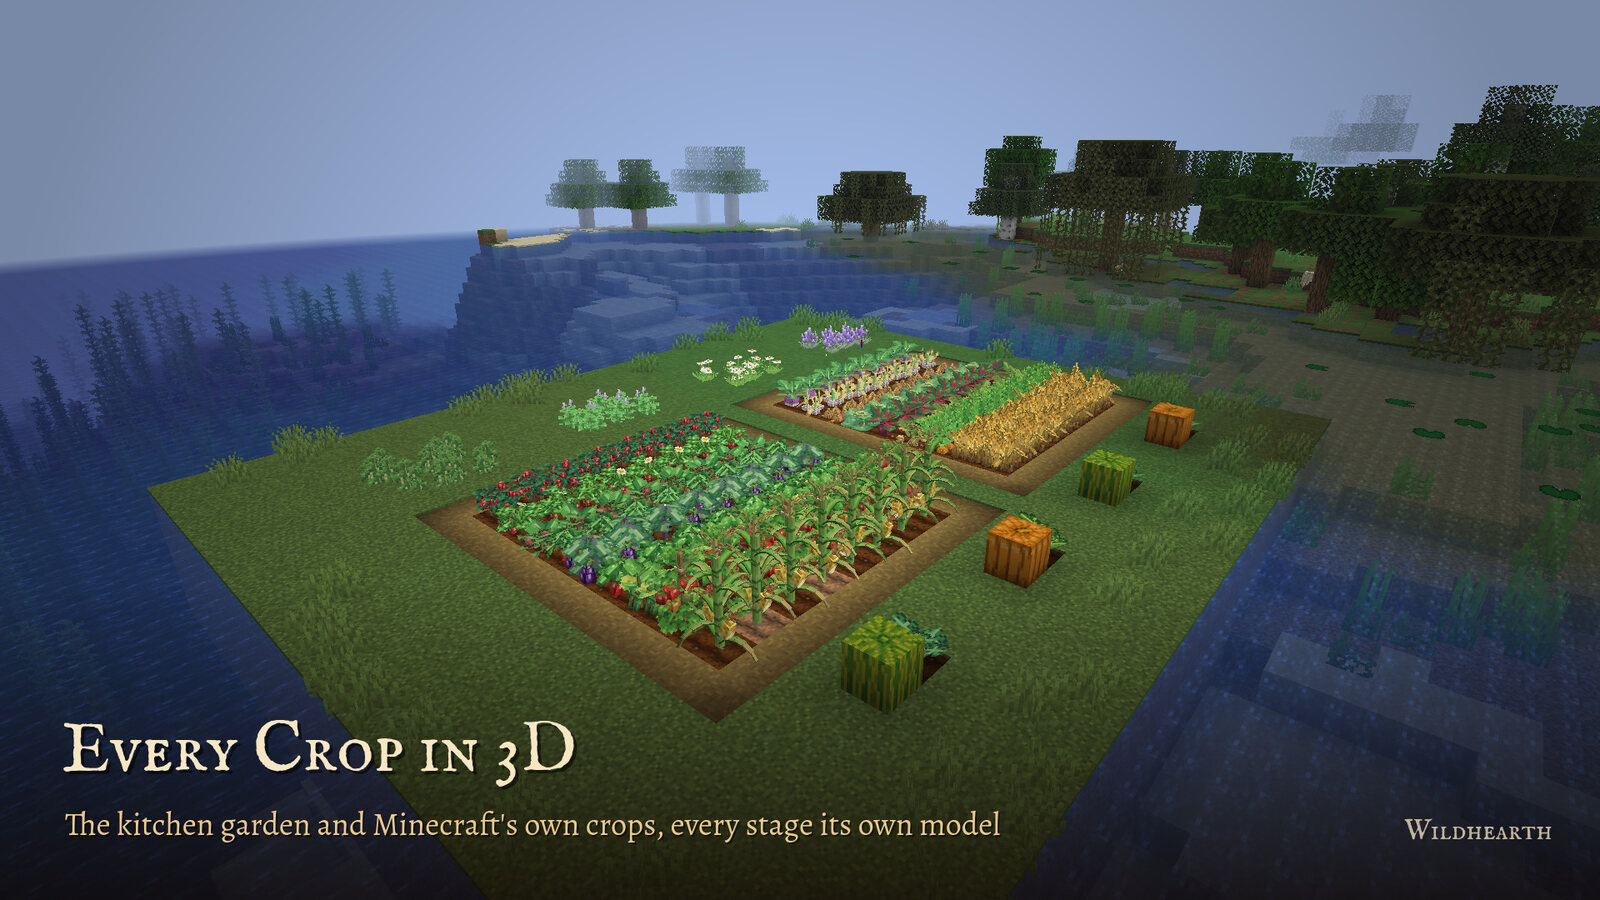 Every Crop in 3D
The kitchen garden and Minecraft's own crops, every stage its own model
Wildhearth